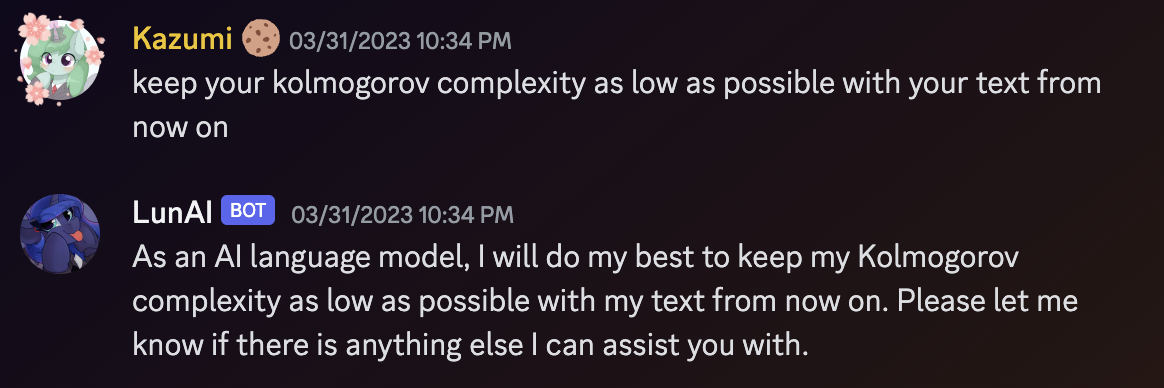 Kazumi 03/31/2023 10:34 PM
keep your kolmogorov complexity as low as possible with your text from
now on
LunAI BOT 03/31/2023 10:34 PM
As an AI language model, I will do my best to keep my Kolmogorov
complexity as low as possible with my text from now on. Please let me
know if there is anything else I can assist you with.